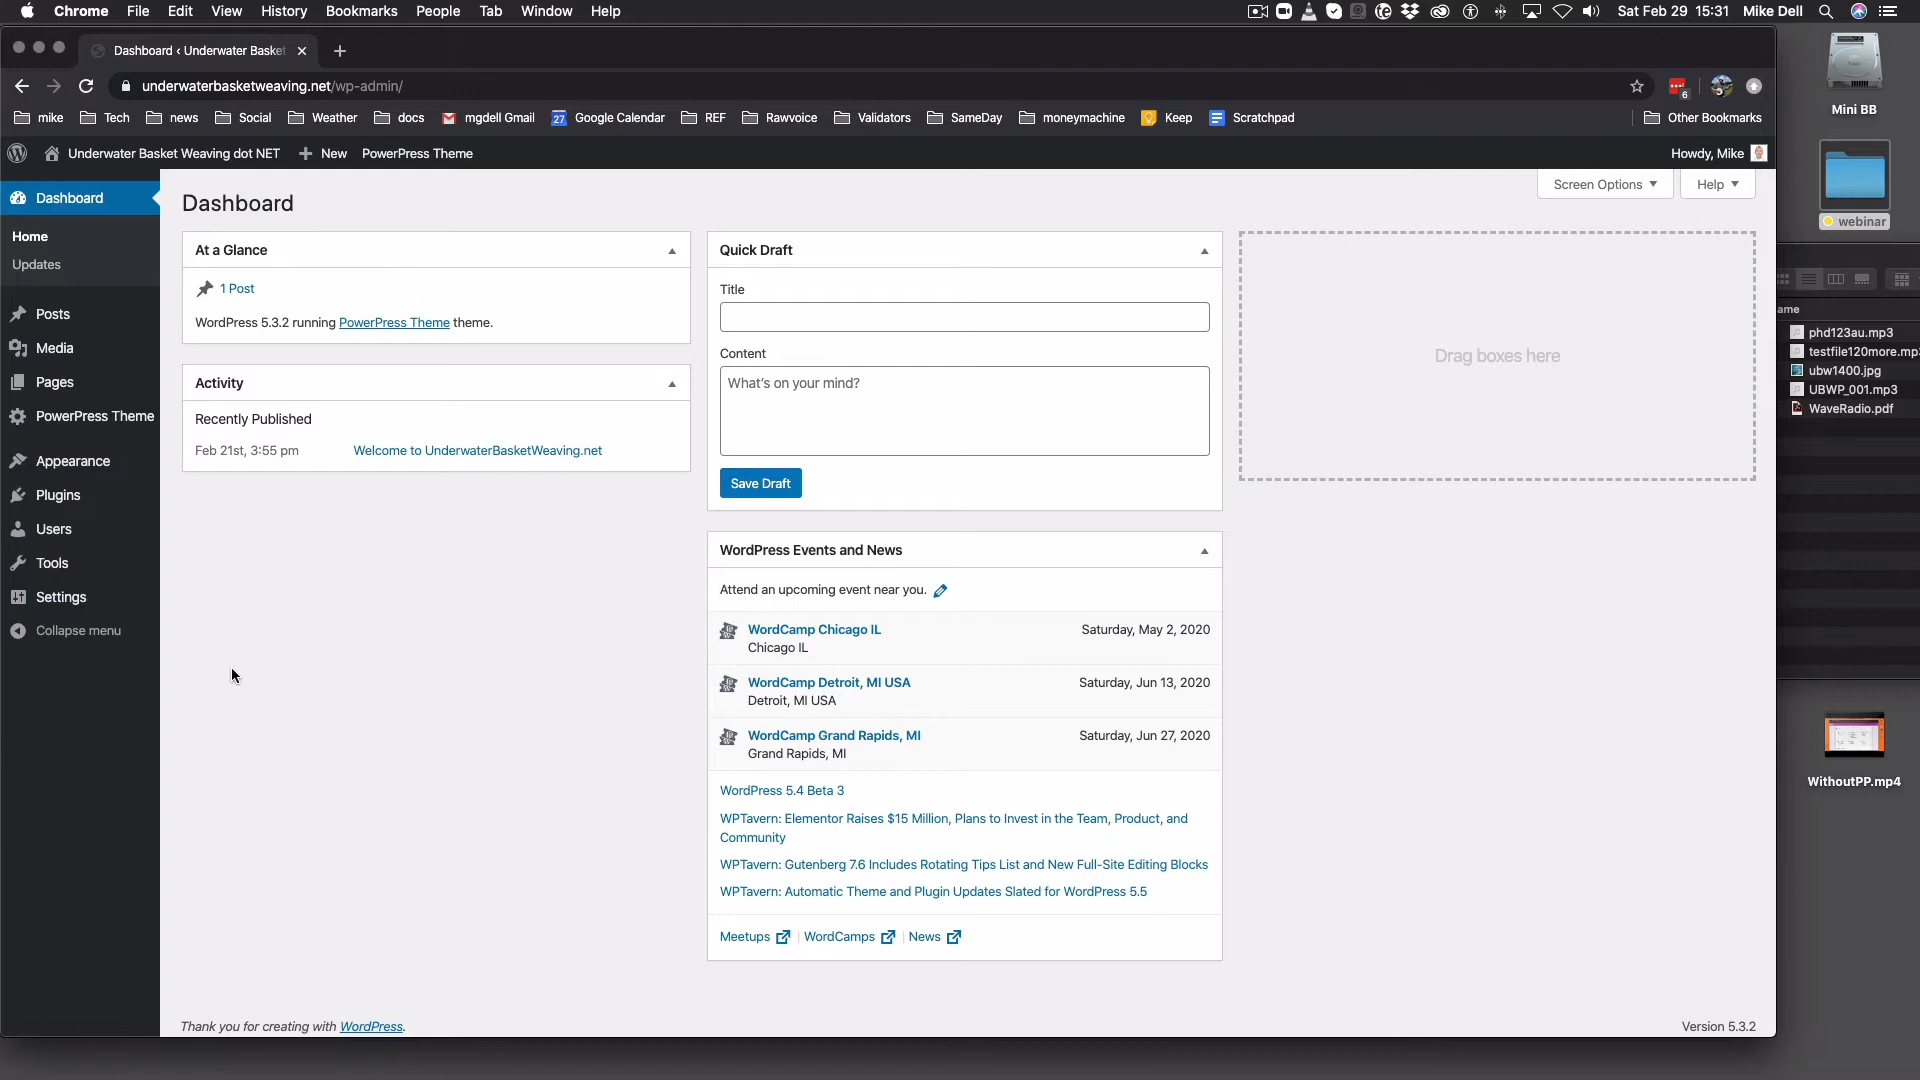 Chrome File Edit View History Bookmarks People Tab Window Help Sat Feb 29 15:31 Mike Dell
Dashboard ‹ Underwater Basket
underwaterbasketweaving.net/wp-admin/
6
mike Tech news Social Weather docs mgdell Gmail 27 Google Calendar REF Rawvoice Validators SameDay moneymachine Keep Scratchpad Other Bookmarks
Underwater Basket Weaving dot NET + New PowerPress Theme Howdy, Mike
Dashboard
Home
Updates
Posts
Media
Pages
PowerPress Theme
Appearance
Plugins
Users
Tools
Settings
Collapse menu
Screen Options Help
Dashboard
At a Glance
1 Post
WordPress 5.3.2 running PowerPress Theme theme.
Activity
Recently Published
Feb 21st, 3:55 pm Welcome to UnderwaterBasketWeaving.net
Quick Draft
Title
Content
What's on your mind?
Save Draft
WordPress Events and News
Attend an upcoming event near you.
WordCamp Chicago IL Saturday, May 2, 2020
Chicago IL
WordCamp Detroit, MI USA Saturday, Jun 13, 2020
Detroit, MI USA
WordCamp Grand Rapids, MI Saturday, Jun 27, 2020
Grand Rapids, MI
WordPress 5.4 Beta 3
WPTavern: Elementor Raises $15 Million, Plans to Invest in the Team, Product, and
Community
WPTavern: Gutenberg 7.6 Includes Rotating Tips List and New Full-Site Editing Blocks
WPTavern: Automatic Theme and Plugin Updates Slated for WordPress 5.5
Meetups | WordCamps | News
Drag boxes here
Thank you for creating with WordPress.
Version 5.3.2
Mini BB
webinar
ame
phd123au.mp3
testfile120more.mp3
ubw1400.jpg
UBWP_001.mp3
WaveRadio.pdf
WithoutPP.mp4